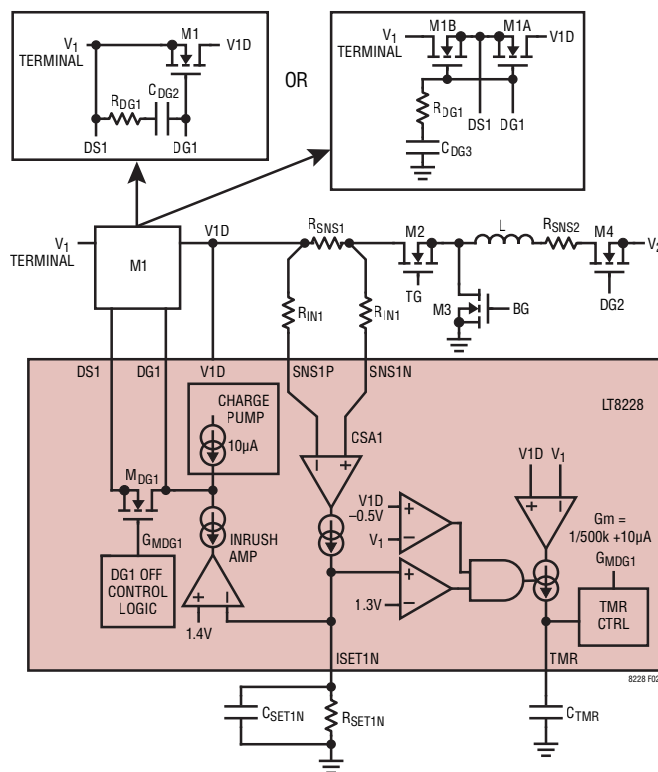 M1
V1
TERMINAL
V1D
RDG1
CDG2
DS1
DG1
OR
M1B
M1A
V1
TERMINAL
V1D
RDG1
DS1
DG1
CDG3
V1
TERMINAL
M1
V1D
RSNS1
M2
TG
L
RSNS2
M4
V2
DG2
M3
BG
RIN1
RIN1
DS1
DG1
V1D
SNS1P
SNS1N
LT8228
CHARGE
PUMP
10µA
CSA1
MDG1
GMDG1
DG1 OFF
CONTROL
LOGIC
INRUSH
AMP
+
–
1.4V
–
+
V1D
–0.5V
V1
+
–
1.3V
+
–
V1D
V1
+
–
Gm =
1/500k +10µA
GMDG1
TMR
CTRL
ISET1N
TMR
8228 F02
CSET1N
RSET1N
CTMR